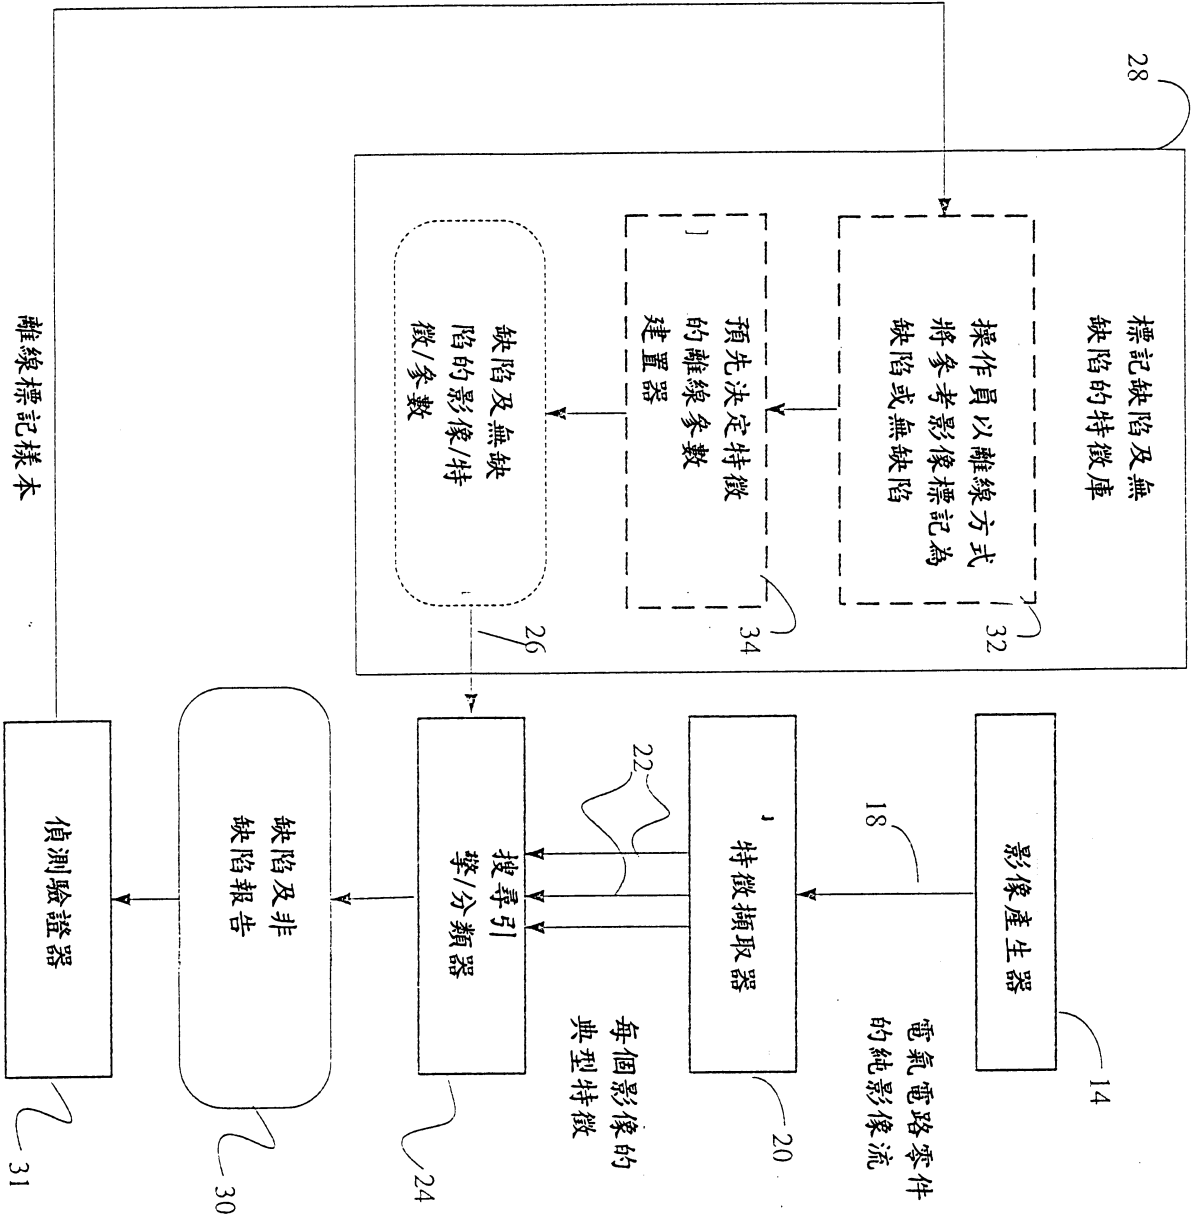 28
標記缺陷及無
缺陷的特徵庫
影像產生器
14
操作員以離線方式
將參考影像標記為
缺陷或無缺陷
32
18
電氣電路零件
的純影像流
預先決定特徵
的離線參數
建置器
34
特徵擷取器
20
22
每個影像的
典型特徵
缺陷及無缺
陷的影像/特
徵/參數
26
搜尋引
擎/分類器
24
缺陷及非
缺陷報告
30
偵測驗證器
31
離線標記樣本